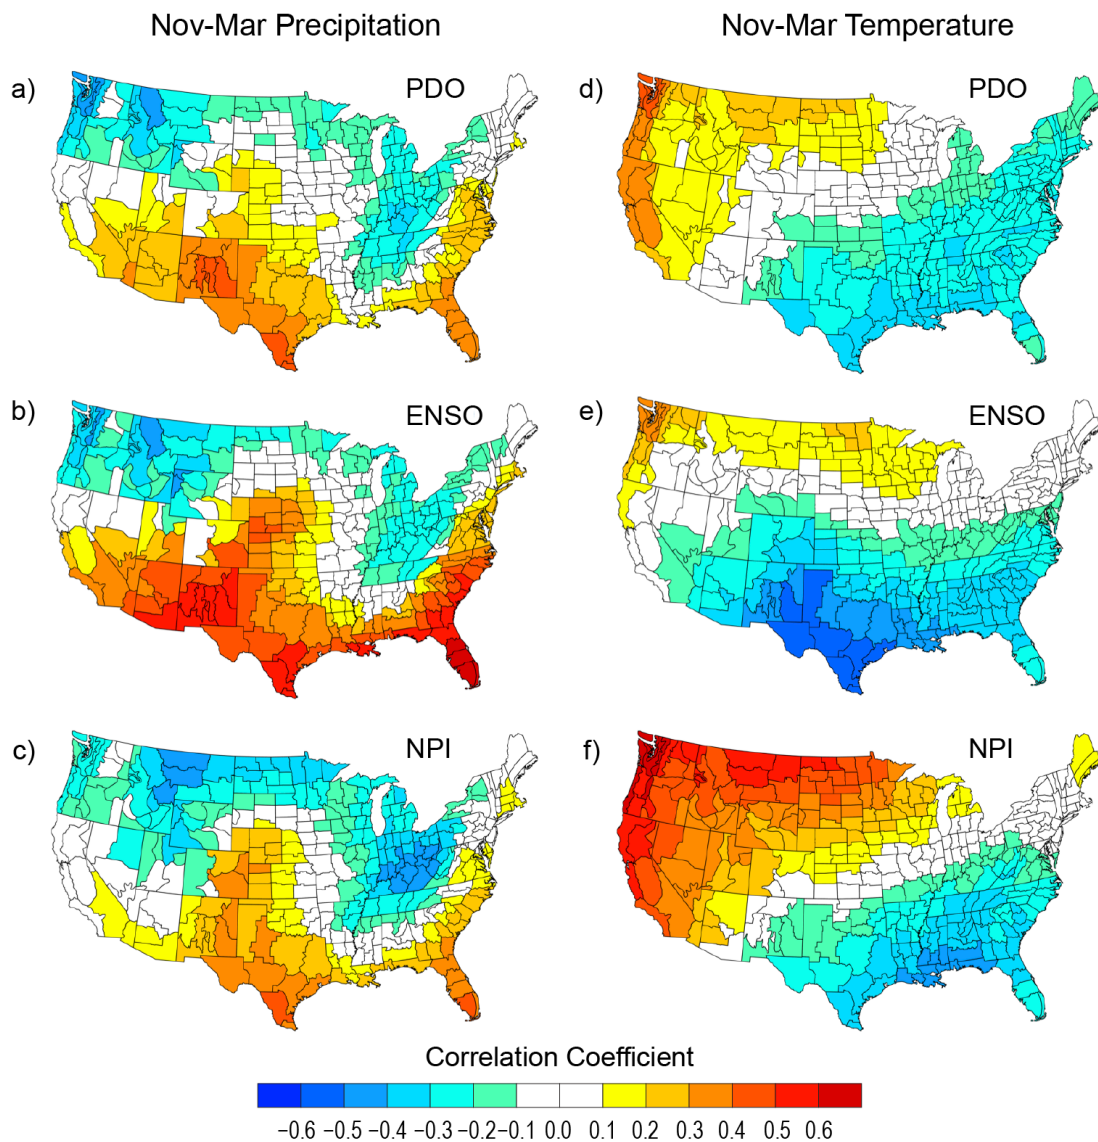 Nov-Mar Precipitation Nov-Mar Temperature
a) PDO d) PDO
b) ENSO e) ENSO
c) NPI f) NPI
Correlation Coefficient
−0.6 −0.5 −0.4 −0.3 −0.2 −0.1 0.0 0.1 0.2 0.3 0.4 0.5 0.6